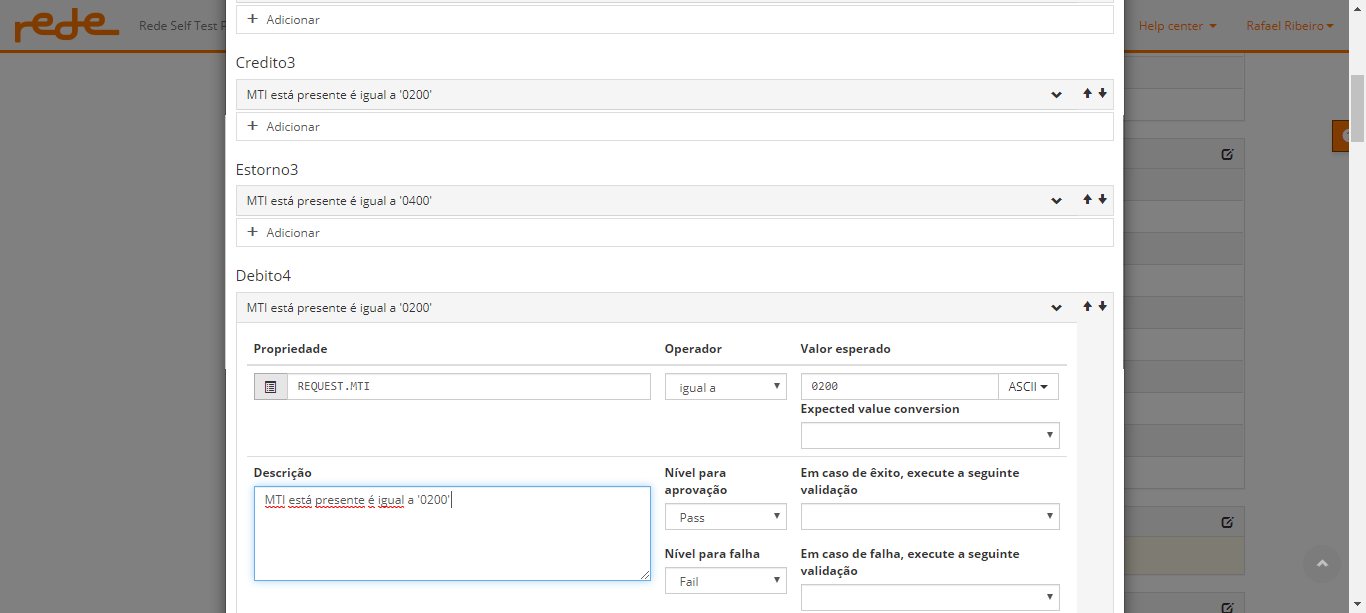 rede
Rede Self Test
Help center
Rafael Ribeiro
+ Adicionar
Credito3
MTI está presente é igual a '0200'
+ Adicionar
Estorno3
MTI está presente é igual a '0400'
+ Adicionar
Debito4
MTI está presente é igual a '0200'
Propriedade Operador Valor esperado
REQUEST.MTI igual a 0200 ASCII
Expected value conversion
Descrição
MTI está presente é igual a '0200'
Nível para
aprovação
Pass
Em caso de êxito, execute a seguinte
validação
Nível para falha
Fail
Em caso de falha, execute a seguinte
validação